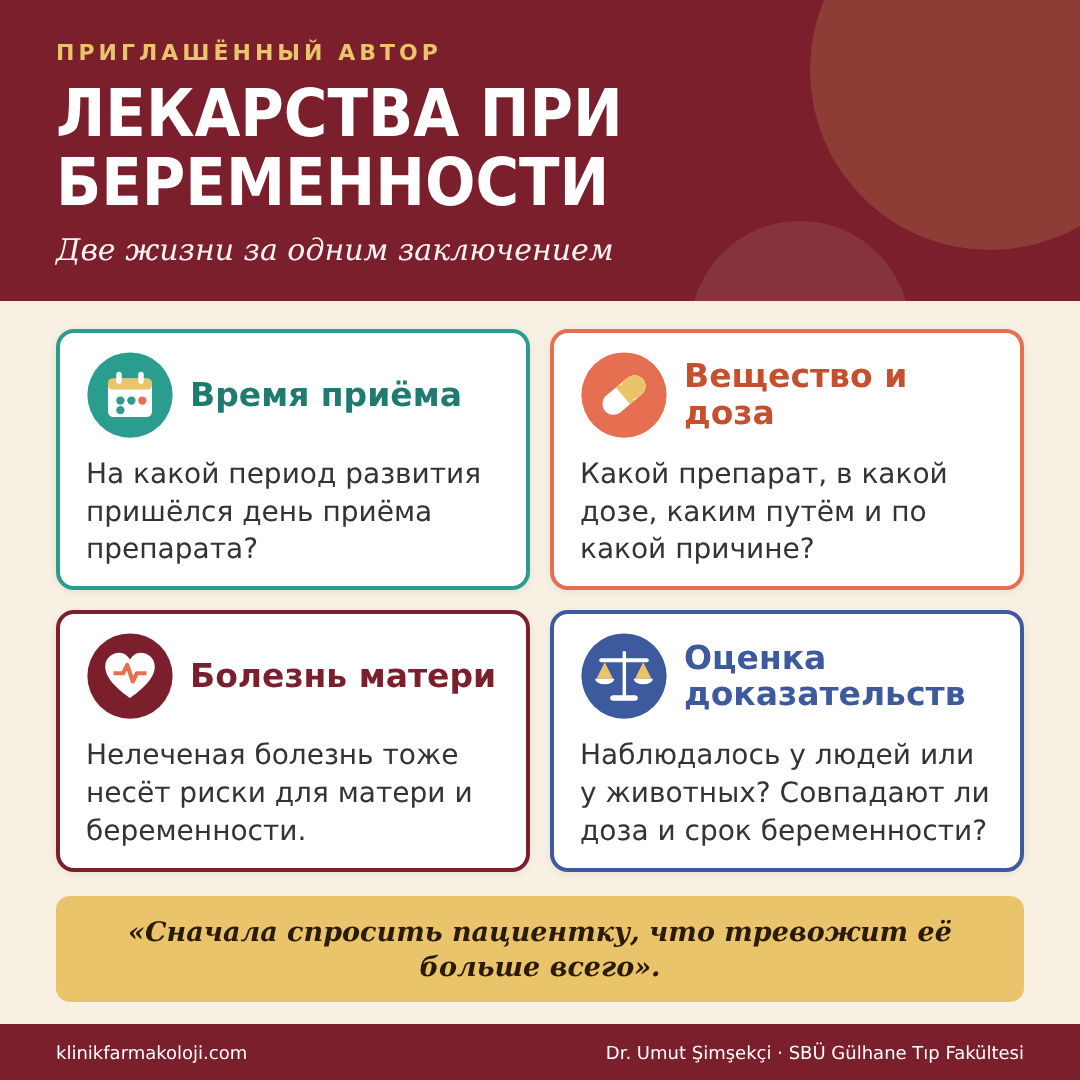 ПРИГЛАШЁННЫЙ АВТОР
ЛЕКАРСТВА ПРИ
БЕРЕМЕННОСТИ
Две жизни за одним заключением
Время приёма
На какой период развития
пришёлся день приёма
препарата?
Вещество и
доза
Какой препарат, в какой
дозе, каким путём и по
какой причине?
Болезнь матери
Нелеченая болезнь тоже
несёт риски для матери и
беременности.
Оценка
доказательств
Наблюдалось у людей или
у животных? Совпадают ли
доза и срок беременности?
«Сначала спросить пациентку, что тревожит её
больше всего».
klinikfarmakoloji.com
Dr. Umut Şimşekçi · SBÜ Gülhane Tıp Fakültesi